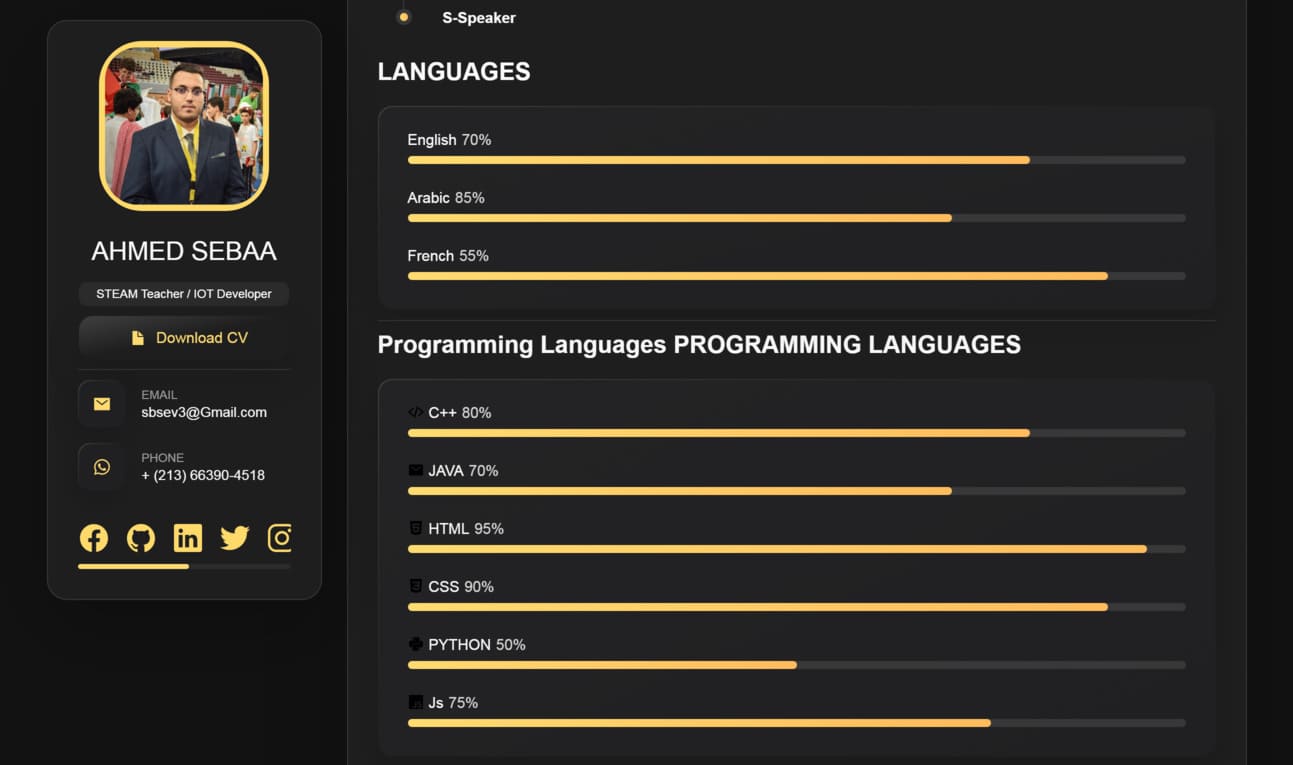 AHMED SEBAA
STEAM Teacher / IOT Developer
Download CV
EMAIL
sbsev3@Gmail.com
PHONE
+ (213) 66390-4518
S-Speaker
LANGUAGES
English 70%
Arabic 85%
French 55%
Programming Languages PROGRAMMING LANGUAGES
C++ 80%
JAVA 70%
HTML 95%
CSS 90%
PYTHON 50%
Js 75%